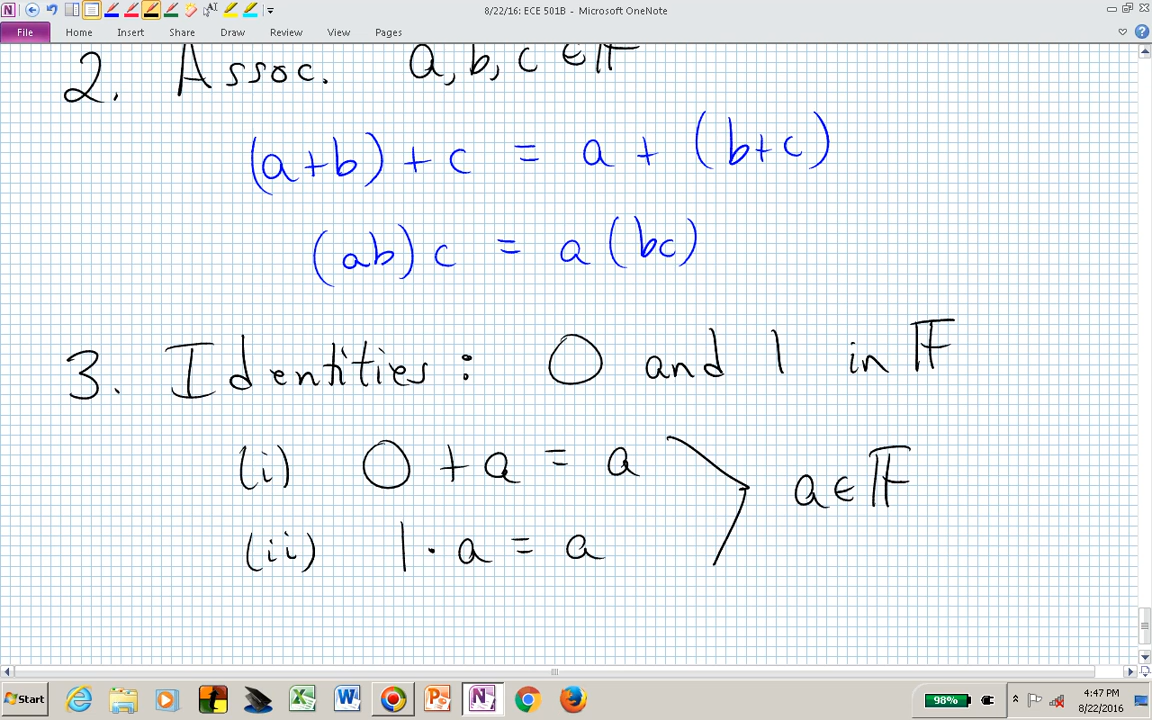 8/22/16: ECE 501B - Microsoft OneNote
File Home Insert Share Draw Review View Pages
2. Assoc. a, b, c ∈ 𝔽
(a+b) + c = a + (b+c)
(ab) c = a (bc)
3. Identities: 0 and 1 in 𝔽
(i) 0 + a = a
(ii) 1 · a = a
a ∈ 𝔽
Start
98%
4:47 PM
8/22/2016